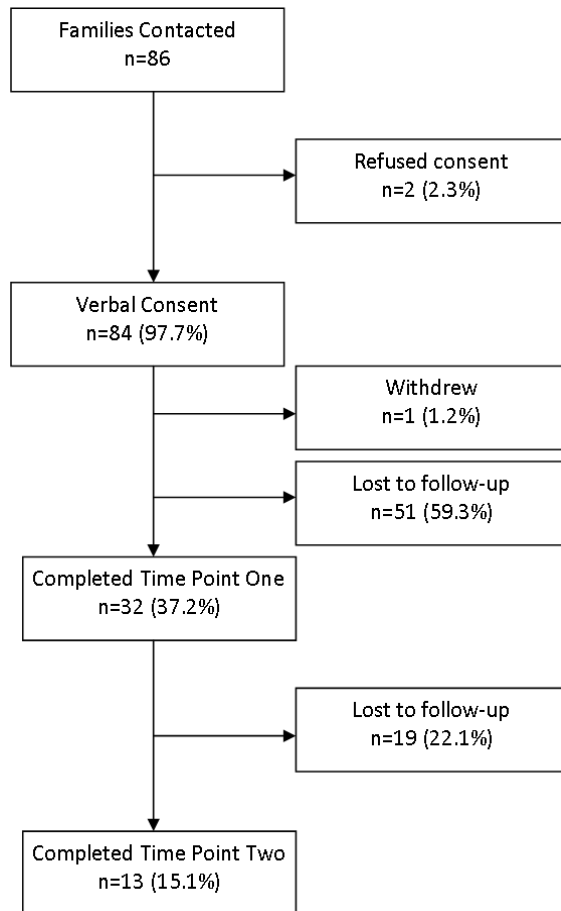 Families Contacted
n=86
Refused consent
n=2 (2.3%)
Verbal Consent
n=84 (97.7%)
Withdrew
n=1 (1.2%)
Lost to follow-up
n=51 (59.3%)
Completed Time Point One
n=32 (37.2%)
Lost to follow-up
n=19 (22.1%)
Completed Time Point Two
n=13 (15.1%)